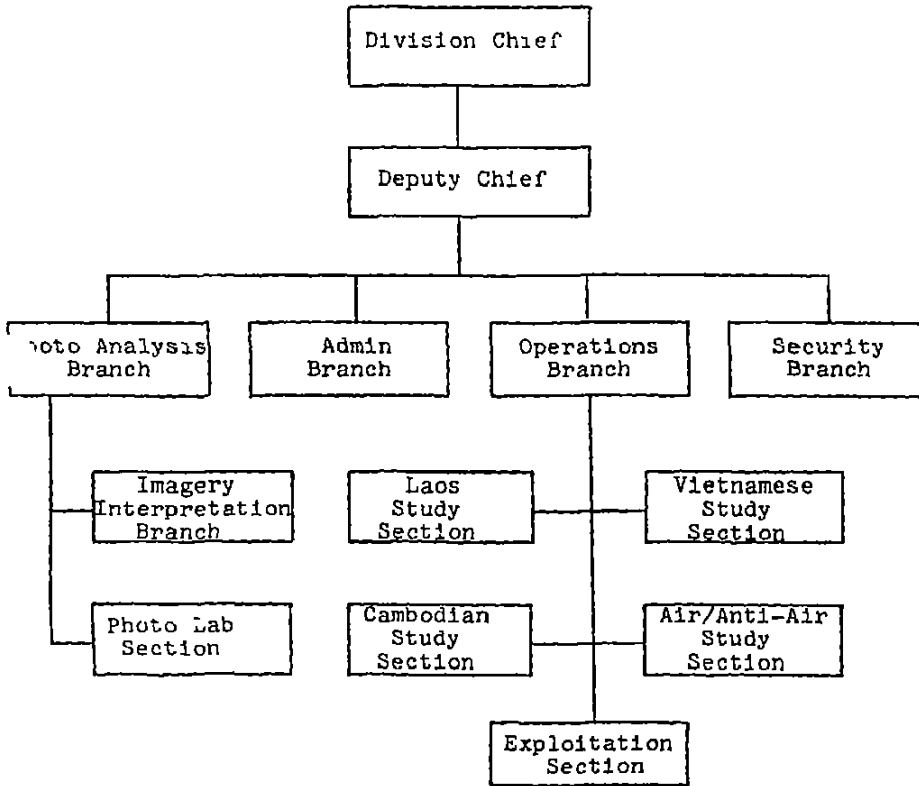 Division Chief
Deputy Chief
Analysis
Branch
Admin
Branch
Operations
Branch
Security
Branch
Imagery
Interpretation
Branch
Laos
Study
Section
Vietnamese
Study
Section
Photo Lab
Section
Cambodian
Study
Section
Air/Anti-Air
Study
Section
Exploitation
Section